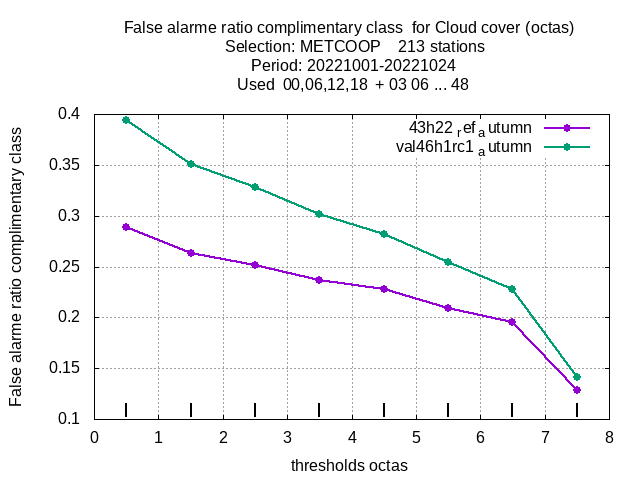 False alarme ratio complimentary class  for Cloud cover (octas)
Selection: METCOOP    213 stations
Period: 20221001-20221024
Used  00,06,12,18  + 03 06 ... 48
43h22 ref autumn
val46h1rc1 autumn
False alarme ratio complimentary class
0.4
0.35
0.3
0.25
0.2
0.15
0.1
0 1 2 3 4 5 6 7 8
thresholds octas